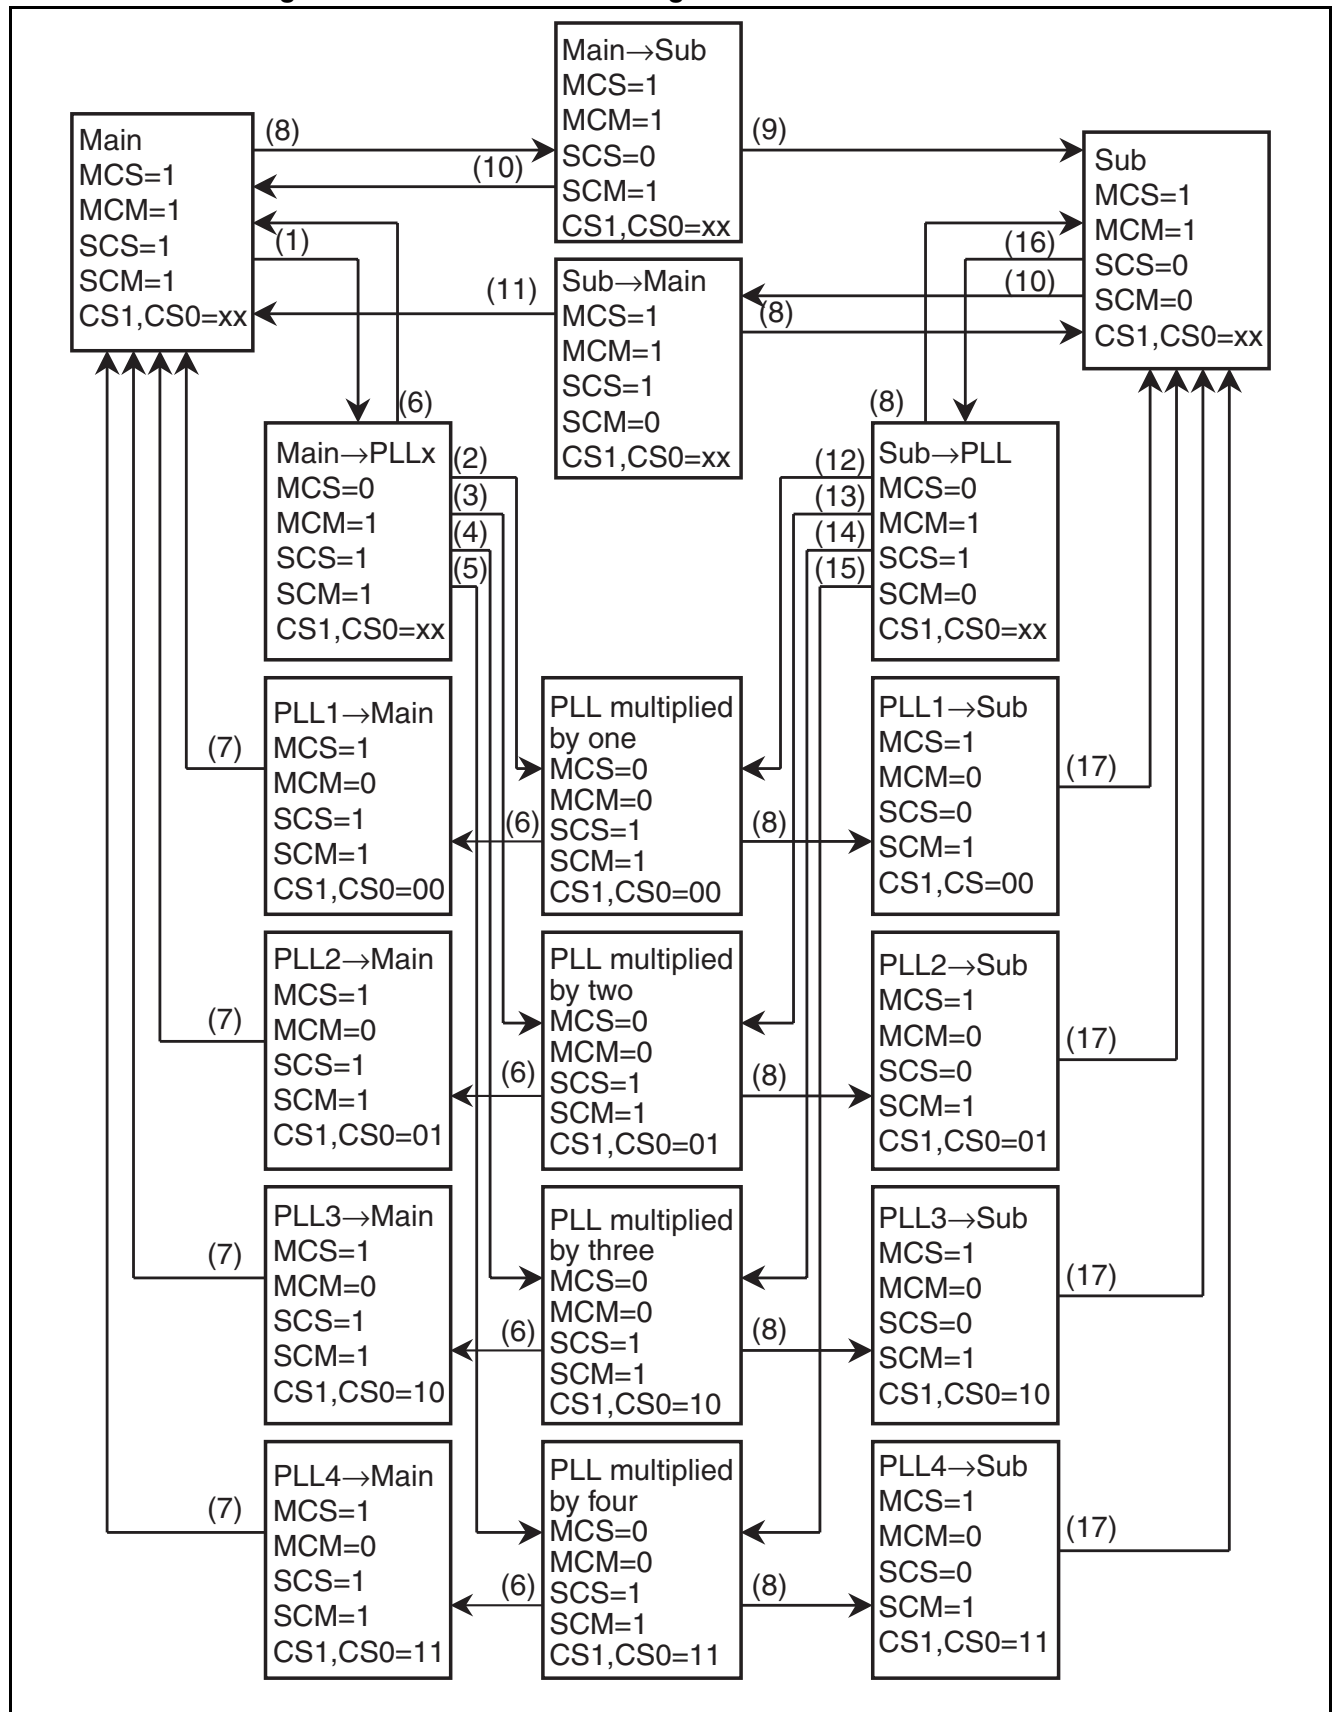 Main→Sub
MCS=1
MCM=1
SCS=0
SCM=1
CS1,CS0=xx
Main
MCS=1
MCM=1
SCS=1
SCM=1
CS1,CS0=xx
(8)
(10)
(1)
(11)
(6)
(9)
(16)
(10)
(8)
(8)
Sub
MCS=1
MCM=1
SCS=0
SCM=0
CS1,CS0=xx
Sub→Main
MCS=1
MCM=1
SCS=1
SCM=0
CS1,CS0=xx
Main→PLLx
MCS=0
MCM=1
SCS=1
SCM=1
CS1,CS0=xx
(2)
(3)
(4)
(5)
(12)
(13)
(14)
(15)
Sub→PLL
MCS=0
MCM=1
SCS=1
SCM=0
CS1,CS0=xx
(7)
PLL1→Main
MCS=1
MCM=0
SCS=1
SCM=1
CS1,CS0=00
(6)
PLL multiplied
by one
MCS=0
MCM=0
SCS=1
SCM=1
CS1,CS0=00
(8)
PLL1→Sub
MCS=1
MCM=0
SCS=0
SCM=1
CS1,CS=00
(17)
(7)
PLL2→Main
MCS=1
MCM=0
SCS=1
SCM=1
CS1,CS0=01
(6)
PLL multiplied
by two
MCS=0
MCM=0
SCS=1
SCM=1
CS1,CS0=01
(8)
PLL2→Sub
MCS=1
MCM=0
SCS=0
SCM=1
CS1,CS0=01
(17)
(7)
PLL3→Main
MCS=1
MCM=0
SCS=1
SCM=1
CS1,CS0=10
(6)
PLL multiplied
by three
MCS=0
MCM=0
SCS=1
SCM=1
CS1,CS0=10
(8)
PLL3→Sub
MCS=1
MCM=0
SCS=0
SCM=1
CS1,CS0=10
(17)
(7)
PLL4→Main
MCS=1
MCM=0
SCS=1
SCM=1
CS1,CS0=11
(6)
PLL multiplied
by four
MCS=0
MCM=0
SCS=1
SCM=1
CS1,CS0=11
(8)
PLL4→Sub
MCS=1
MCM=0
SCS=0
SCM=1
CS1,CS0=11
(17)